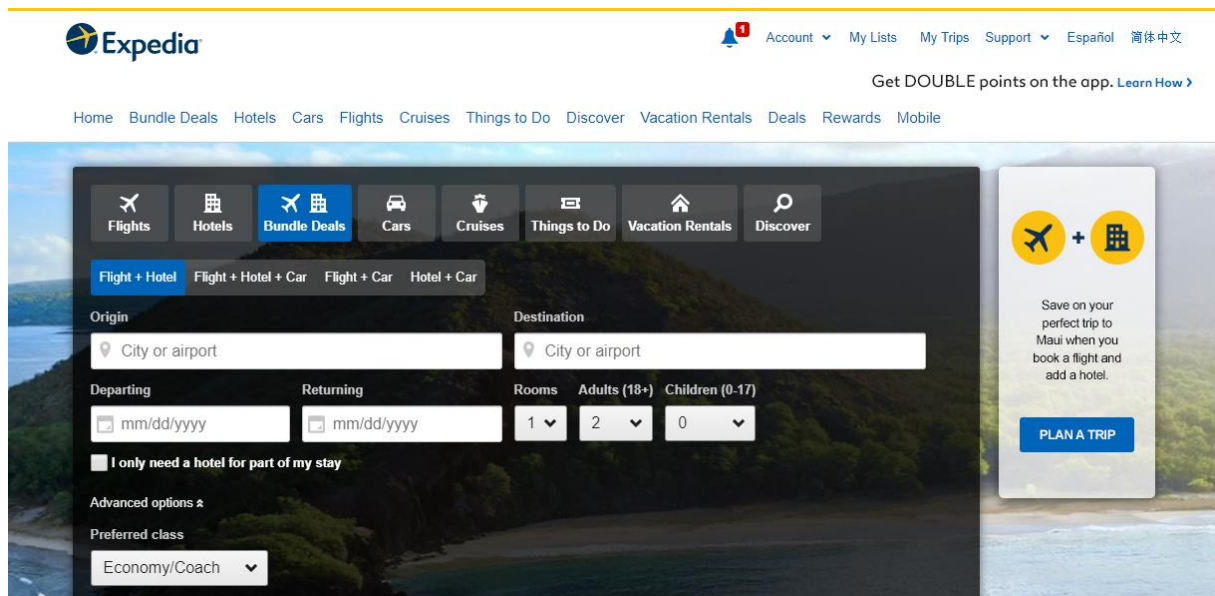 Expedia
1
Account My Lists My Trips Support Español 简体中文
Get DOUBLE points on the app. Learn How
Home Bundle Deals Hotels Cars Flights Cruises Things to Do Discover Vacation Rentals Deals Rewards Mobile
Flights Hotels Bundle Deals Cars Cruises Things to Do Vacation Rentals Discover
Flight + Hotel Flight + Hotel + Car Flight + Car Hotel + Car
Origin Destination
City or airport City or airport
Departing Returning Rooms Adults (18+) Children (0-17)
mm/dd/yyyy mm/dd/yyyy 1 2 0
I only need a hotel for part of my stay
Advanced options
Preferred class
Economy/Coach
+
Save on your
perfect trip to
Maui when you
book a flight and
add a hotel.
PLAN A TRIP